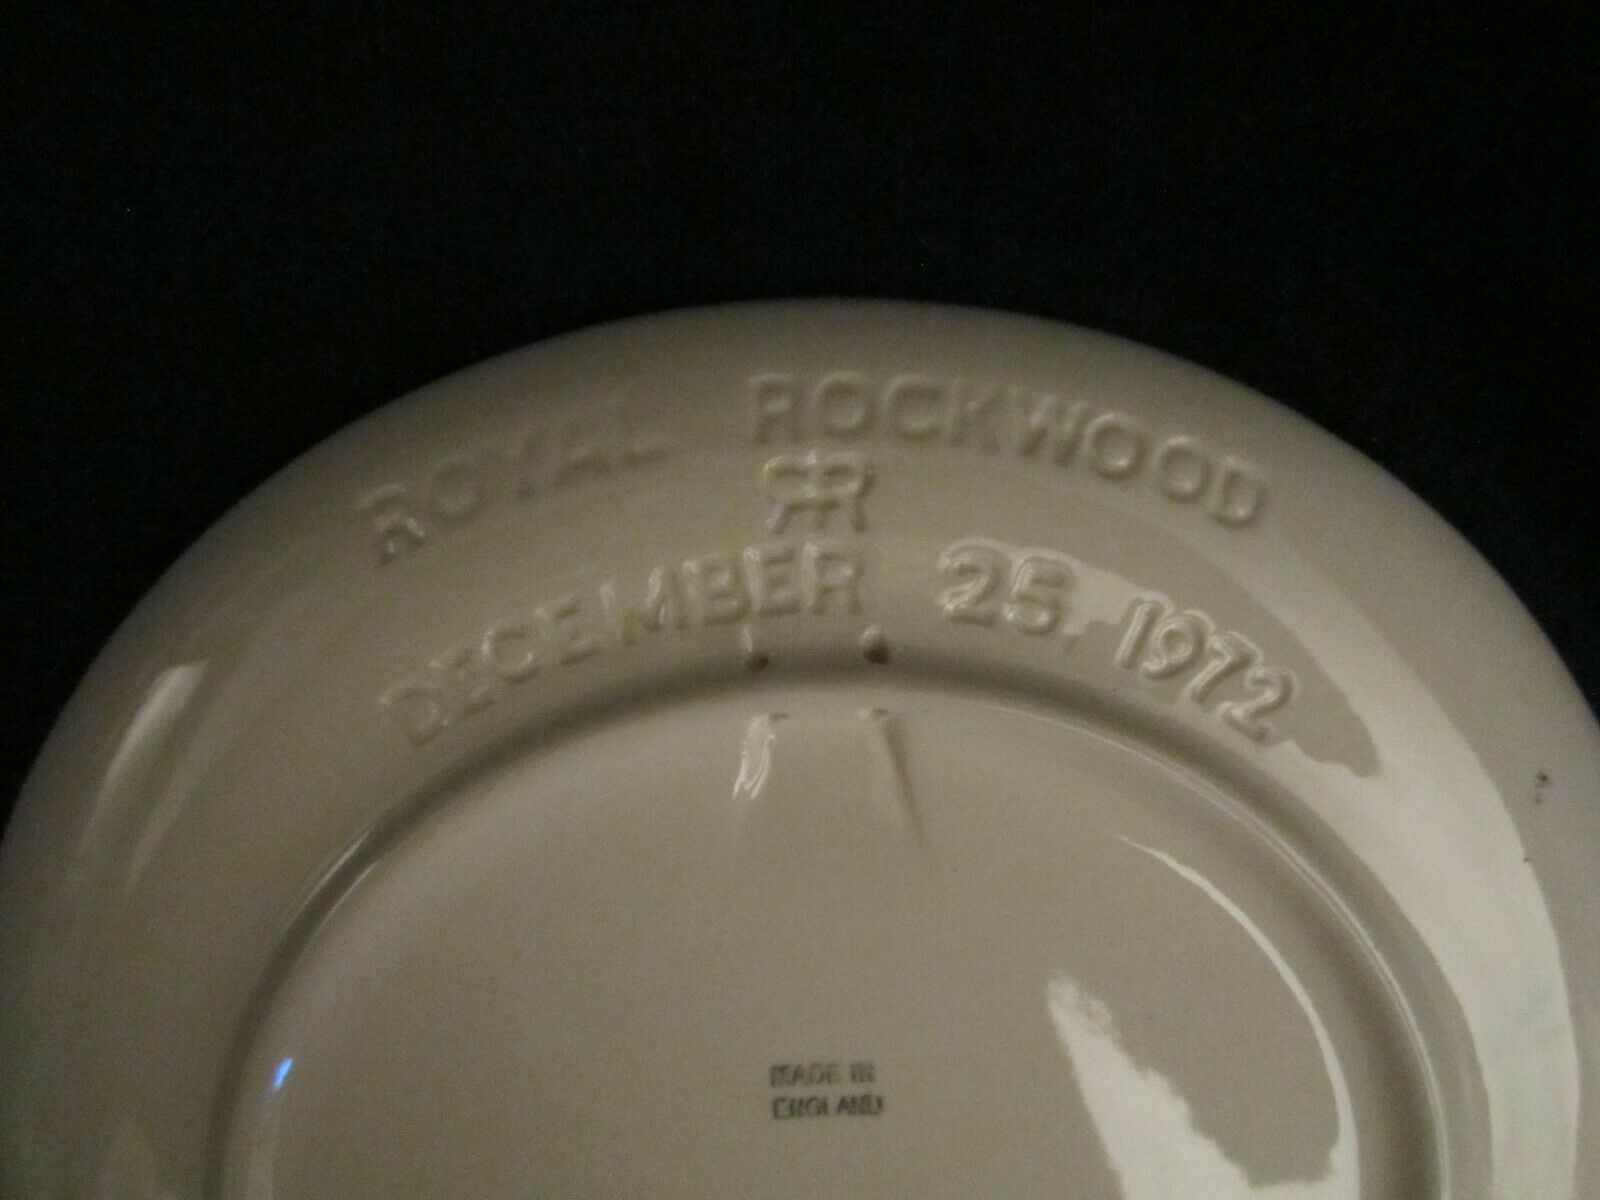 ROYAL ROCKWOOD
RR
DECEMBER 25, 1972
MADE IN
ENGLAND